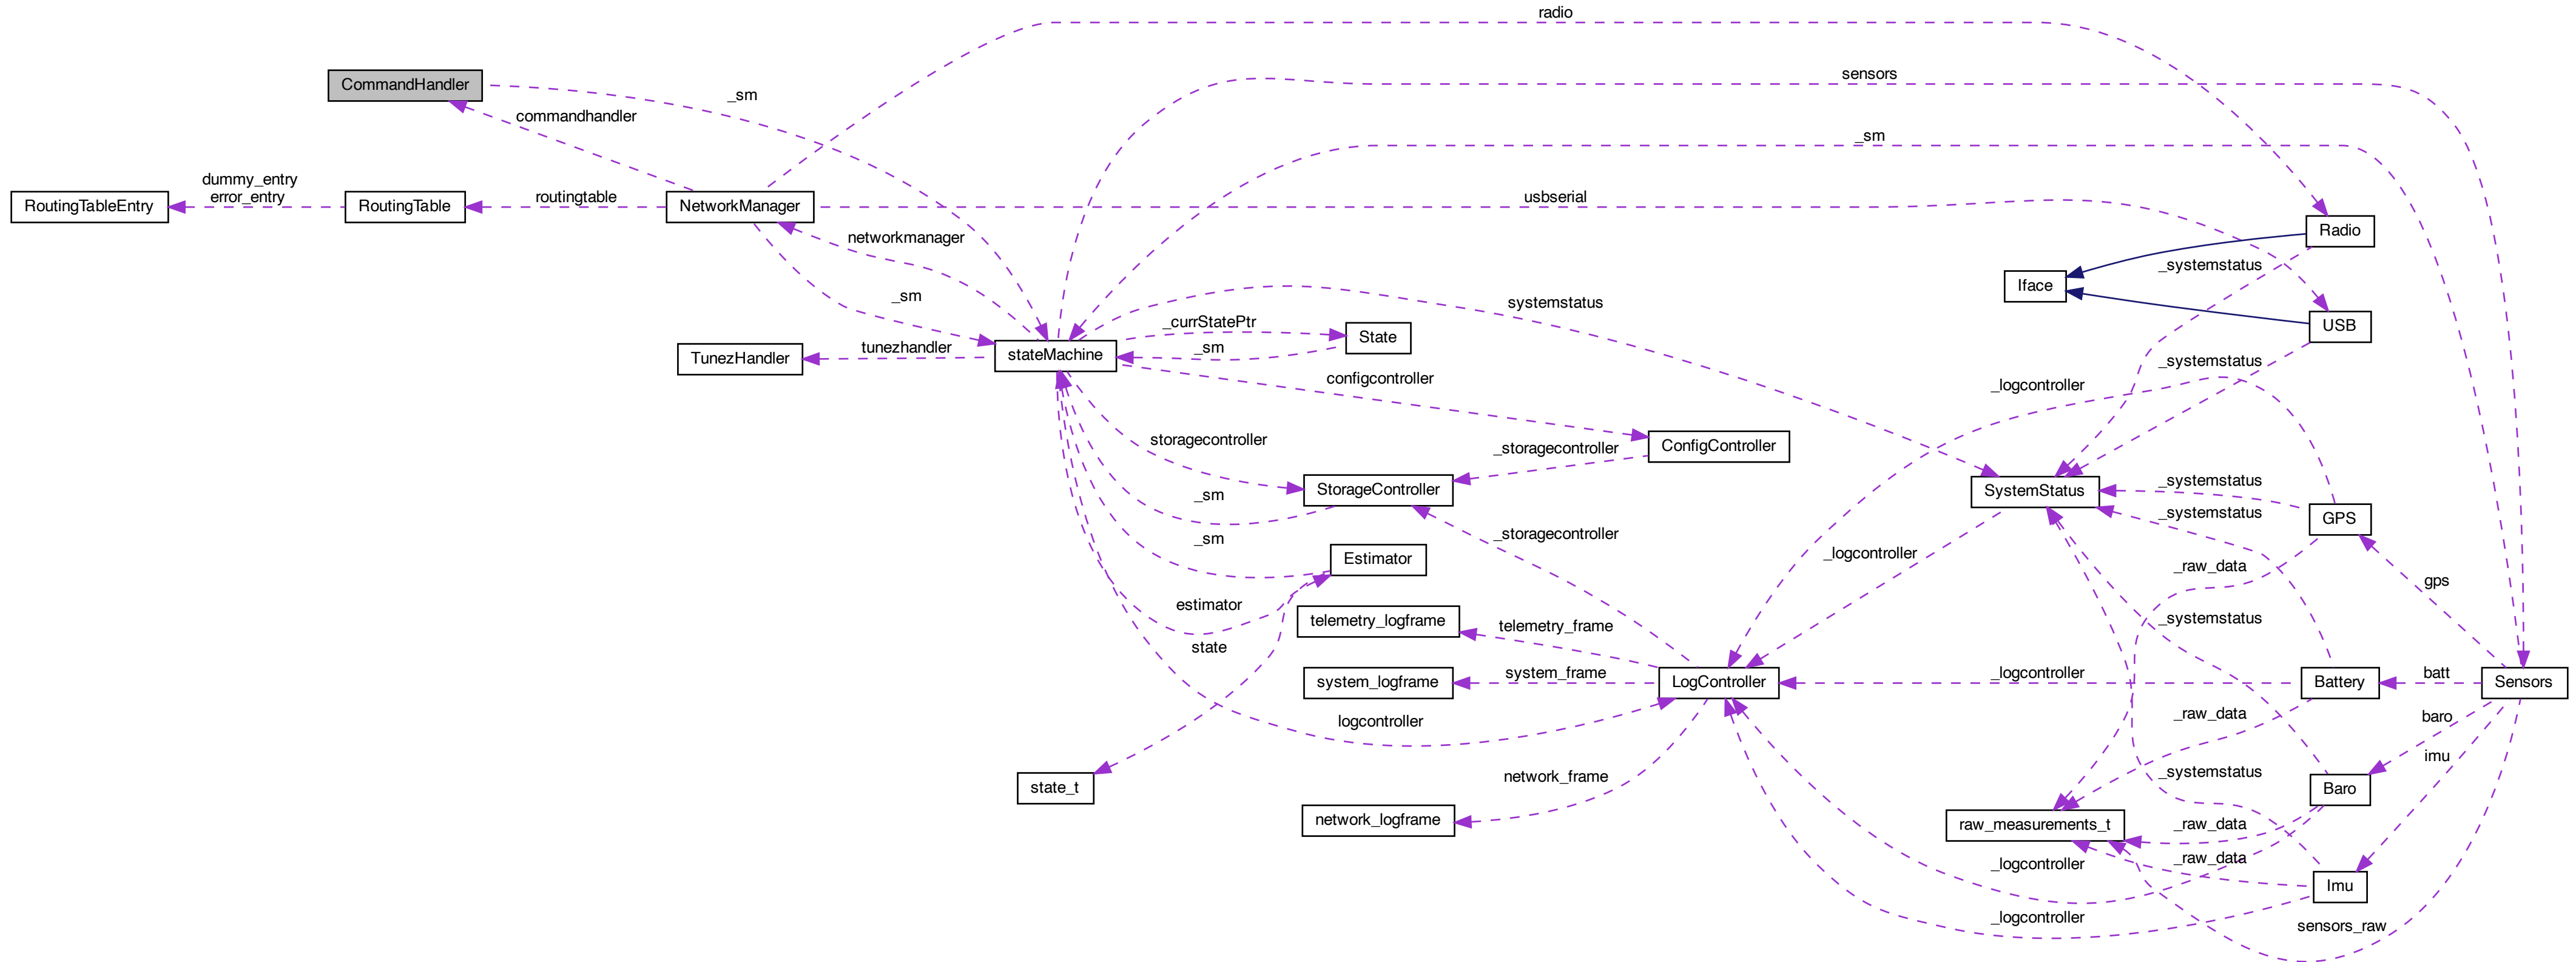 radio
sensors
CommandHandler
_sm
commandhandler
_sm
dummy_entry
error_entry
routingtable
usbserial
RoutingTableEntry
RoutingTable
NetworkManager
Radio
networkmanager
_systemstatus
Iface
_sm
systemstatus
_currStatePtr
State
USB
tunezhandler
_sm
TunezHandler
stateMachine
_systemstatus
configcontroller
_logcontroller
storagecontroller
_storagecontroller
ConfigController
_systemstatus
StorageController
SystemStatus
_sm
_systemstatus
GPS
_sm
_storagecontroller
_logcontroller
Estimator
_raw_data
gps
estimator
telemetry_logframe
telemetry_frame
_systemstatus
state
system_logframe
system_frame
LogController
_logcontroller
Battery
batt
Sensors
logcontroller
_raw_data
baro
imu
network_frame
_systemstatus
state_t
Baro
network_logframe
raw_measurements_t
_raw_data
_raw_data
_logcontroller
Imu
_logcontroller
sensors_raw